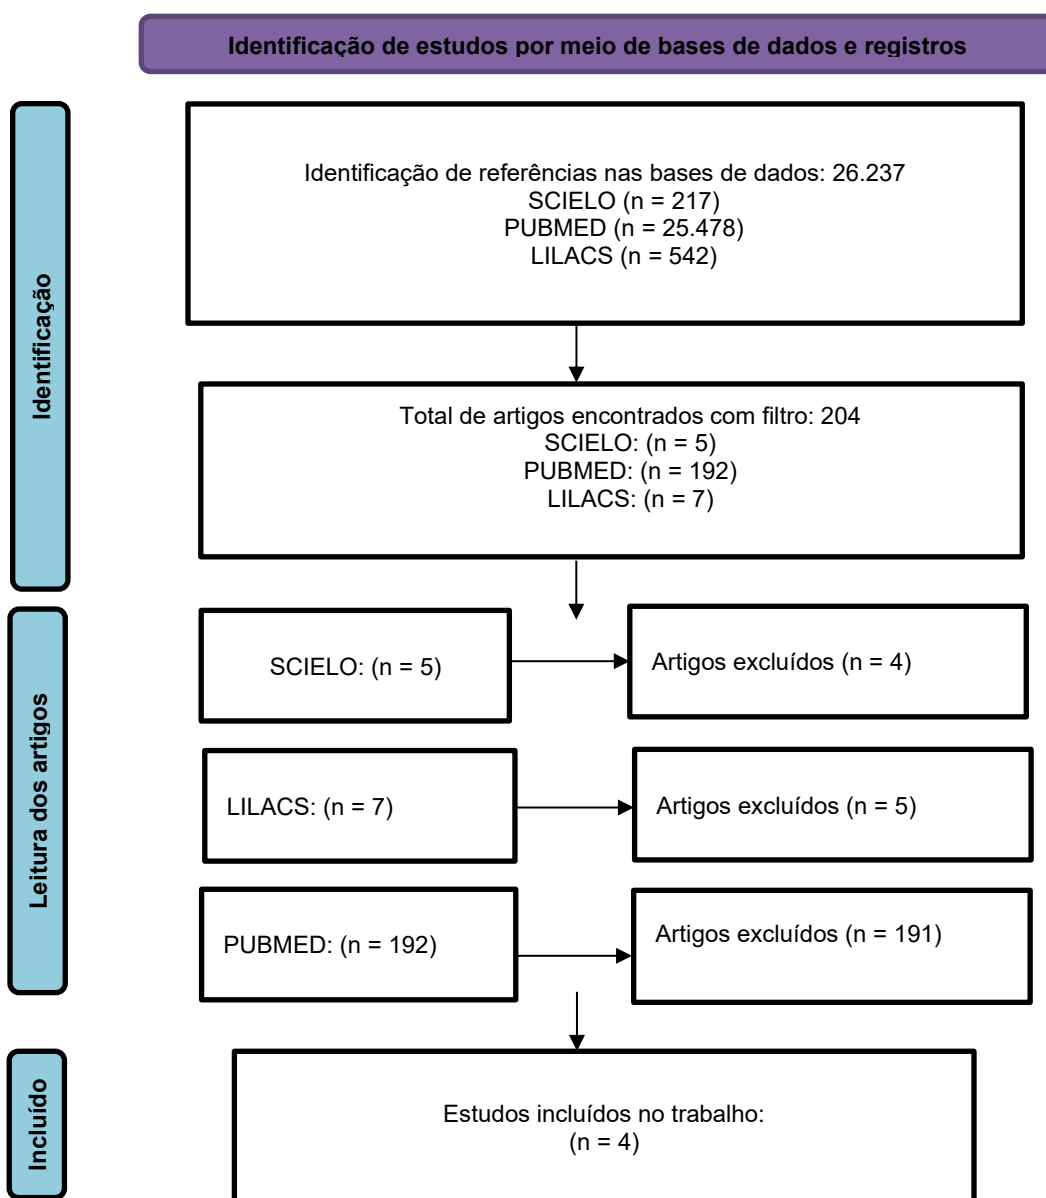 Identificação de estudos por meio de bases de dados e registros
Identificação
Identificação de referências nas bases de dados: 26.237
SCIELO (n = 217)
PUBMED (n = 25.478)
LILACS (n = 542)
Total de artigos encontrados com filtro: 204
SCIELO: (n = 5)
PUBMED: (n = 192)
LILACS: (n = 7)
Leitura dos artigos
SCIELO: (n = 5)
Artigos excluídos (n = 4)
LILACS: (n = 7)
Artigos excluídos (n = 5)
PUBMED: (n = 192)
Artigos excluídos (n = 191)
Incluído
Estudos incluídos no trabalho:
(n = 4)